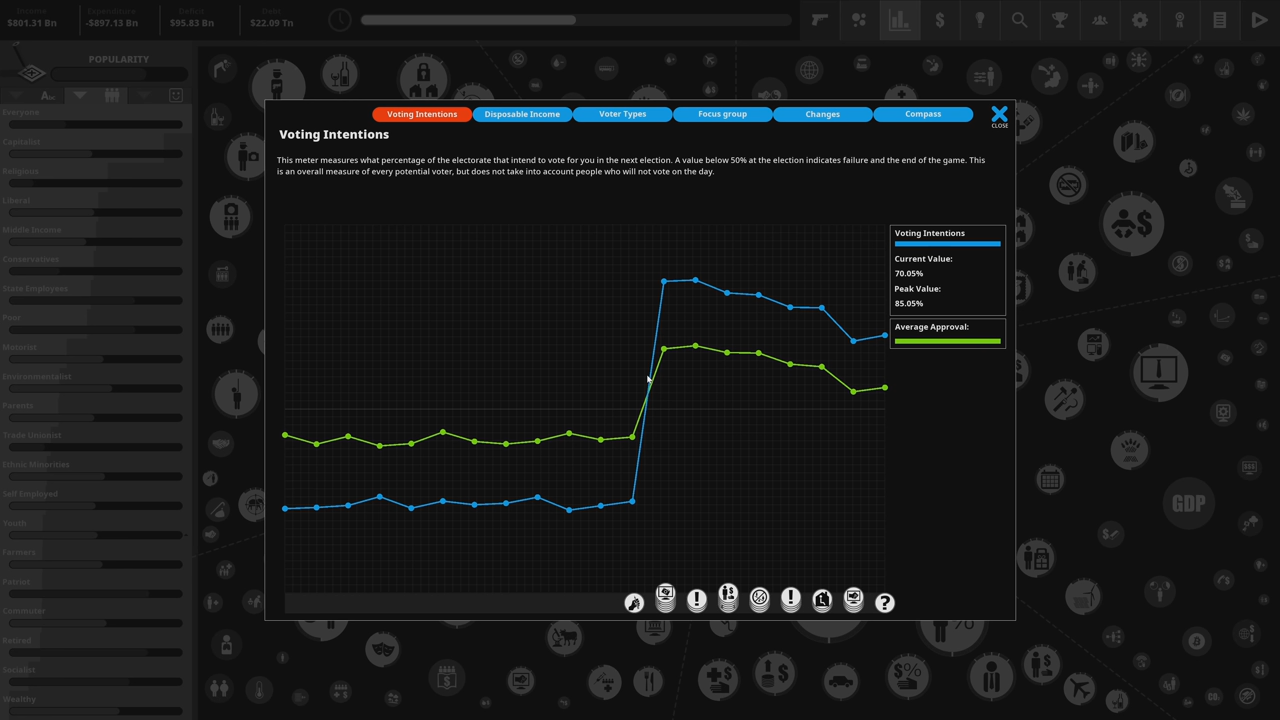 Income Expenditure Deficit Debt
$801.31 Bn -$897.13 Bn $95.83 Bn $22.09 Tn
POPULARITY
Everyone
Capitalist
Religious
Liberal
Middle Income
Conservatives
State Employees
Poor
Motorist
Environmentalist
Parents
Trade Unionist
Ethnic Minorities
Self Employed
Youth
Farmers
Patriot
Commuter
Retired
Socialist
Wealthy
Voting Intentions Disposable Income Voter Types Focus group Changes Compass
CLOSE
Voting Intentions
This meter measures what percentage of the electorate that intend to vote for you in the next election. A value below 50% at the election indicates failure and the end of the game. This
is an overall measure of every potential voter, but does not take into account people who will not vote on the day.
Voting Intentions
Current Value:
70.05%
Peak Value:
85.05%
Average Approval:
GDP